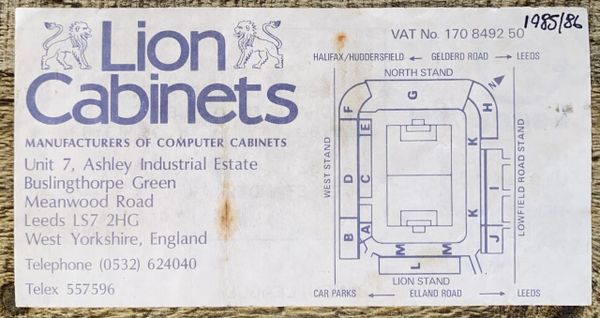 Lion
Cabinets
MANUFACTURERS OF COMPUTER CABINETS
Unit 7, Ashley Industrial Estate
Buslingthorpe Green
Meanwood Road
Leeds LS7 2HG
West Yorkshire, England
Telephone (0532) 624040
Telex 557596
1985/86
VAT No. 170 8492 50
HALIFAX/HUDDERSFIELD ← GELDERD ROAD → LEEDS
NORTH STAND
N
F G H
E K
WEST STAND
D C I
LOWFIELD ROAD STAND
K
B A J
M M
L
LION STAND
CAR PARKS ← ELLAND ROAD → LEEDS